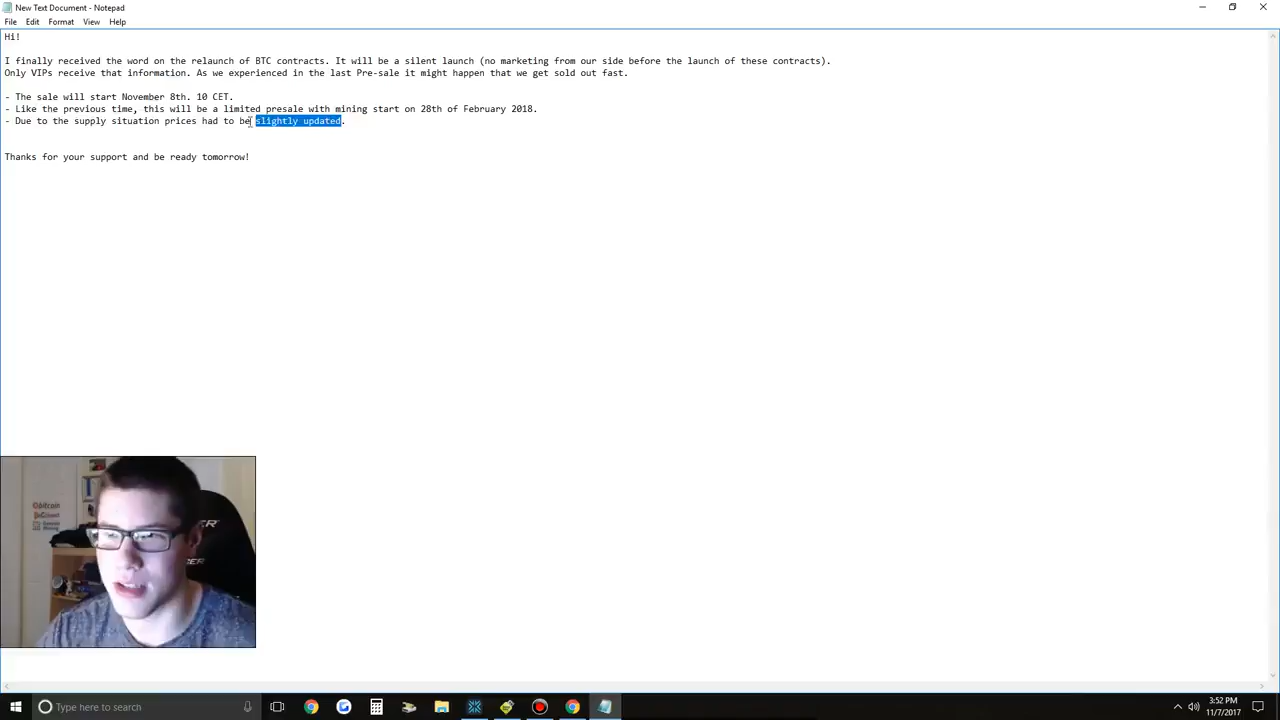 New Text Document - Notepad
File Edit Format View Help
Hi!
I finally received the word on the relaunch of BTC contracts. It will be a silent launch (no marketing from our side before the launch of these contracts).
Only VIPs receive that information. As we experienced in the last Pre-sale it might happen that we get sold out fast.
- The sale will start November 8th. 10 CET.
- Like the previous time, this will be a limited presale with mining start on 28th of February 2018.
- Due to the supply situation prices had to be slightly updated.
Thanks for your support and be ready tomorrow!
bitcoin
Type here to search
3:52 PM
11/7/2017